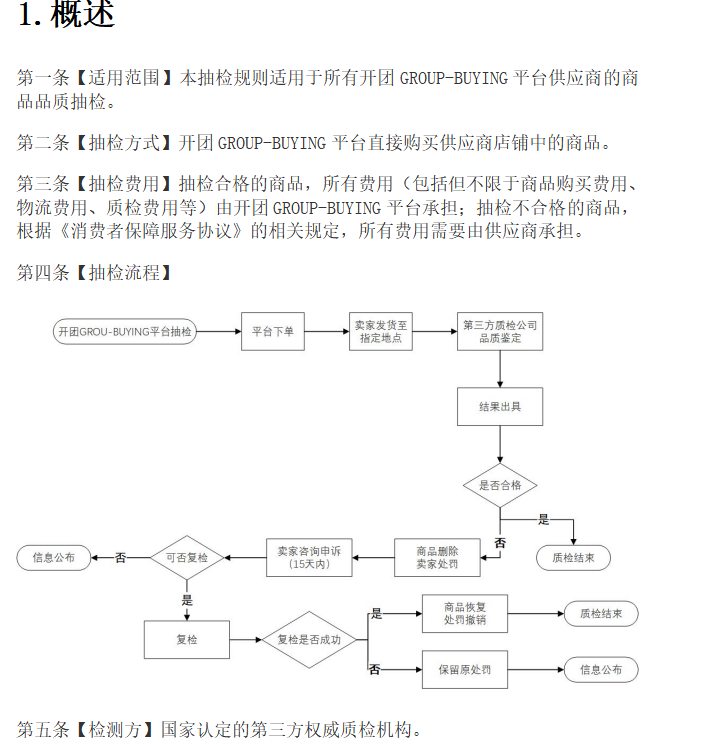 1. 概述
第一条【适用范围】本抽检规则适用于所有开团 GROUP-BUYING 平台供应商的商
品品质抽检。
第二条【抽检方式】开团 GROUP-BUYING 平台直接购买供应商店铺中的商品。
第三条【抽检费用】抽检合格的商品，所有费用（包括但不限于商品购买费用、
物流费用、质检费用等）由开团 GROUP-BUYING 平台承担；抽检不合格的商品，
根据《消费者保障服务协议》的相关规定，所有费用需要由供应商承担。
第四条【抽检流程】
开团GROU-BUYING平台抽检
平台下单
卖家发货至
指定地点
第三方质检公司
品质鉴定
结果出具
是否合格
是
否
质检结束
商品删除
卖家处罚
卖家咨询申诉
（15天内）
可否复检
否
信息公布
是
复检
复检是否成功
是
商品恢复
处罚撤销
质检结束
否
保留原处罚
信息公布
第五条【检测方】国家认定的第三方权威质检机构。